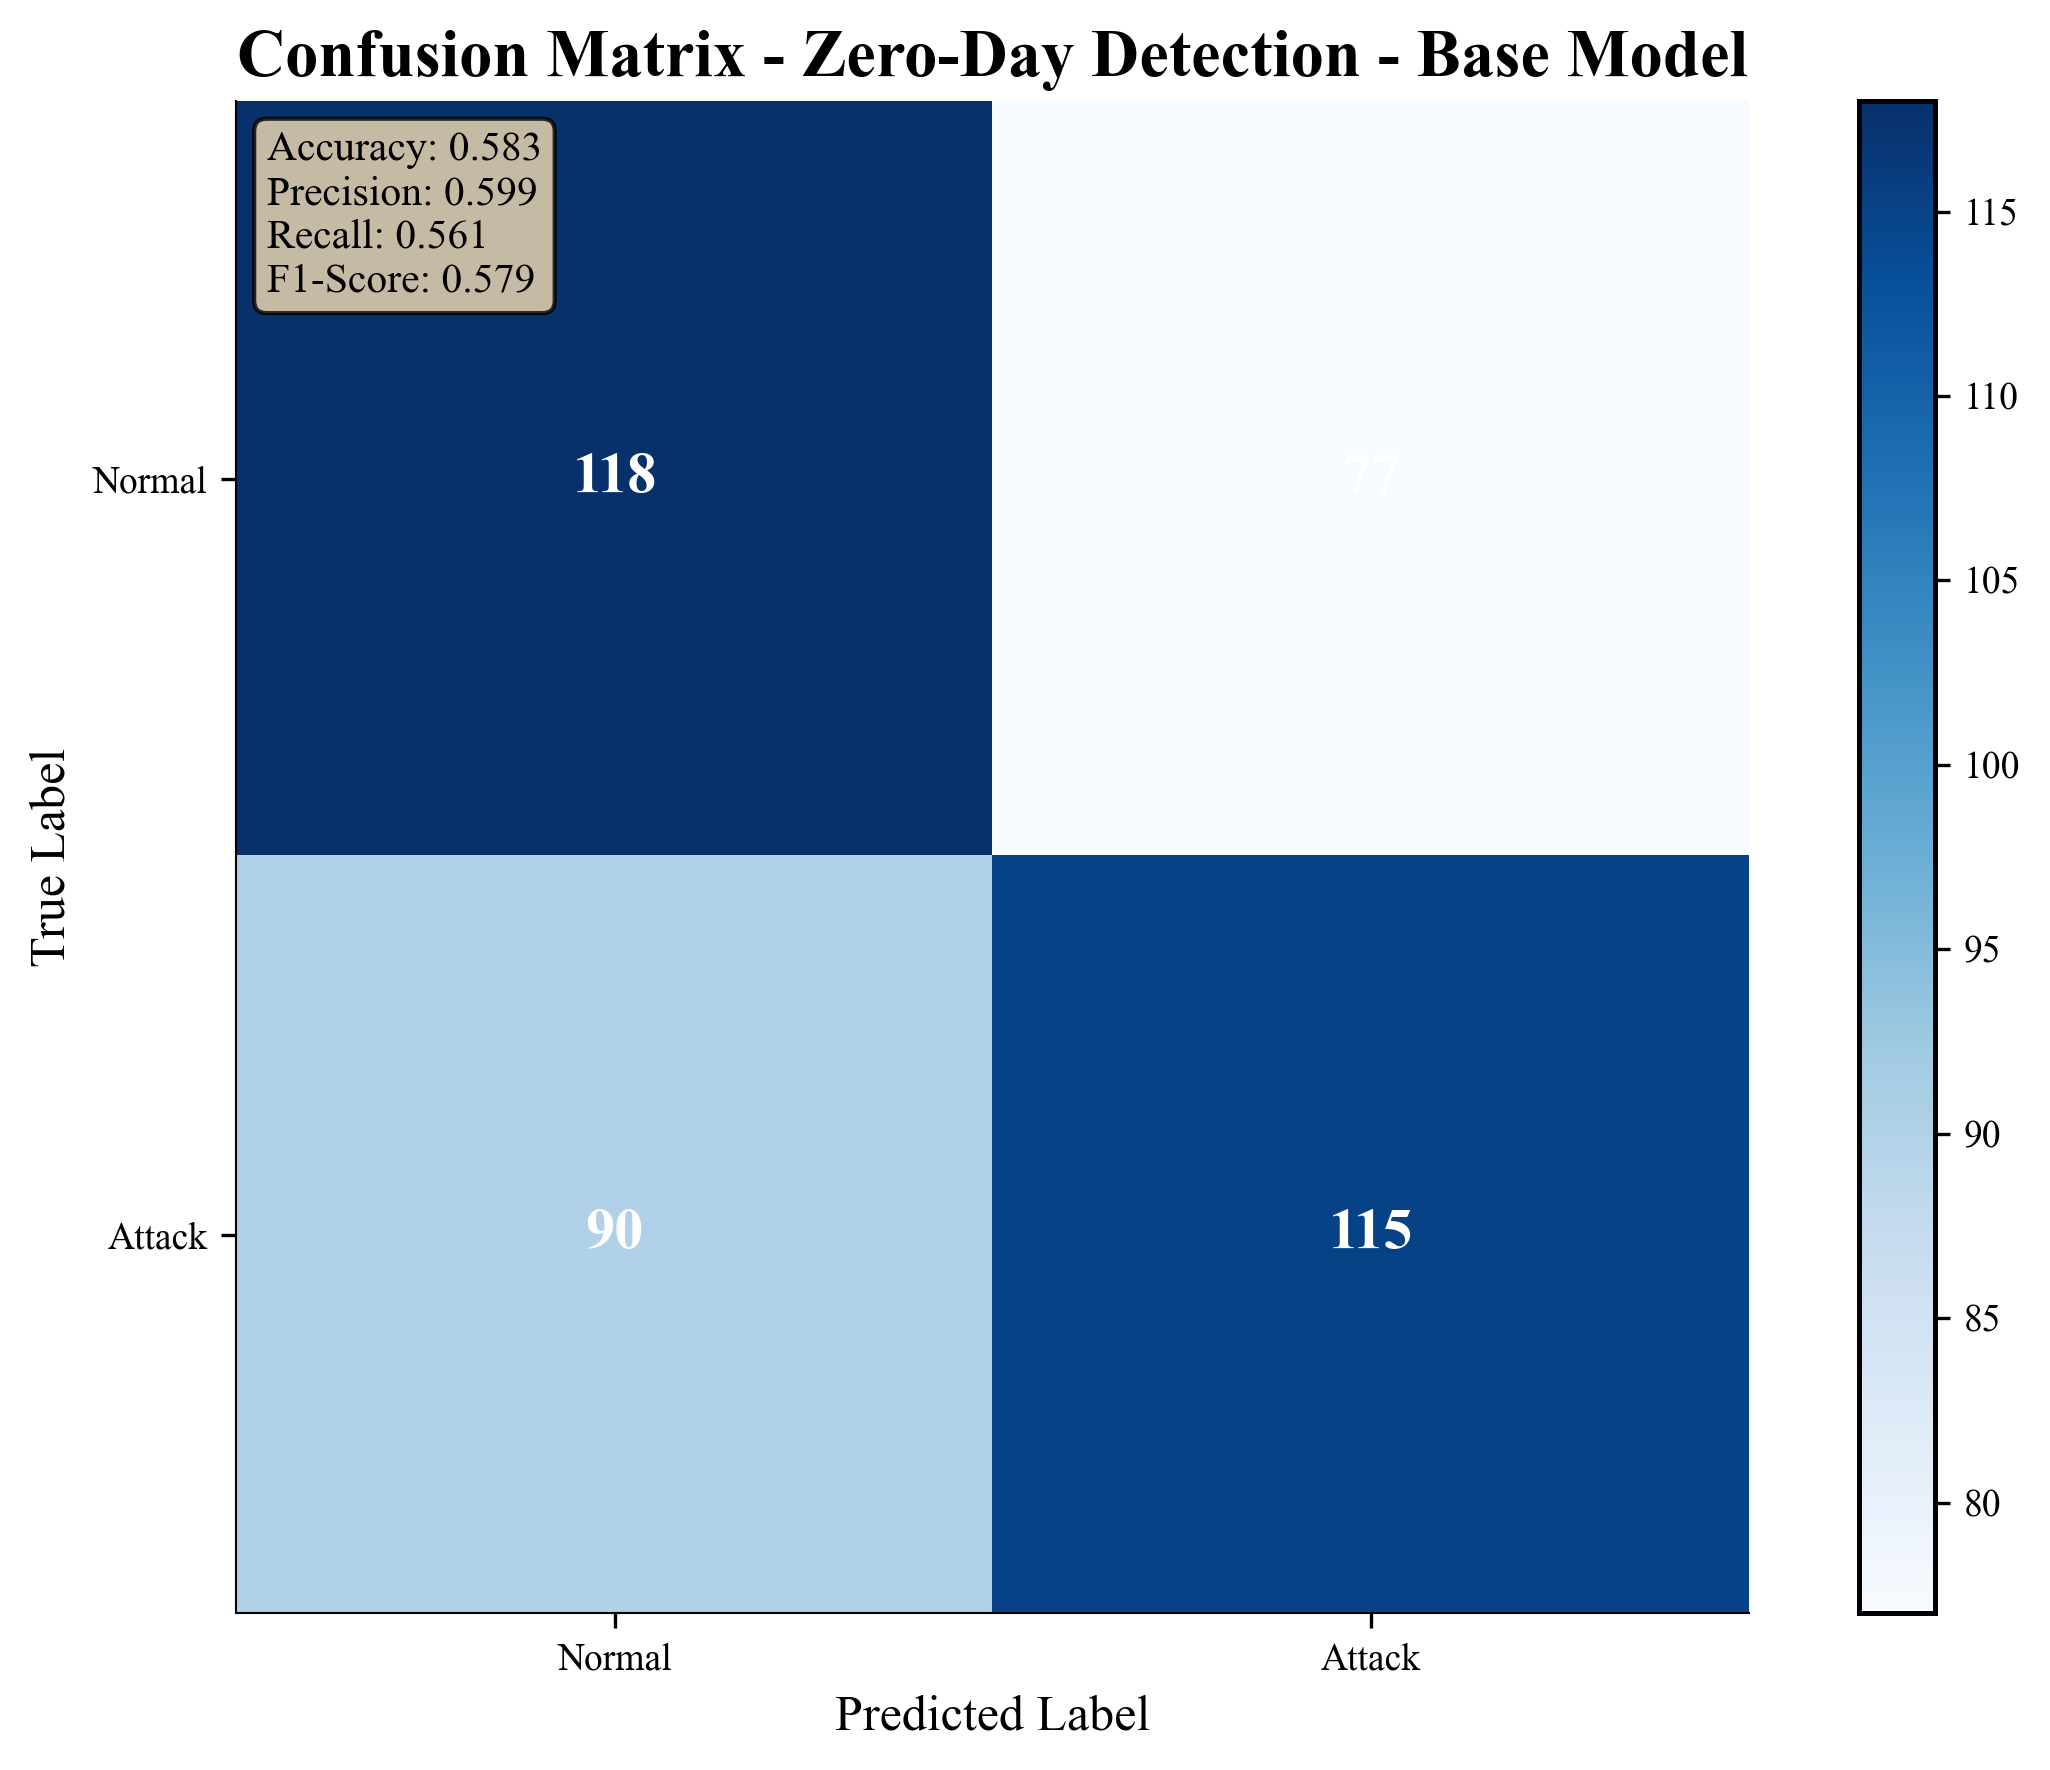 Confusion Matrix - Zero-Day Detection - Base Model
Accuracy: 0.583
Precision: 0.599
Recall: 0.561
F1-Score: 0.579
118
77
90
115
Normal
Attack
True Label
Normal
Attack
Predicted Label
115
110
105
100
95
90
85
80